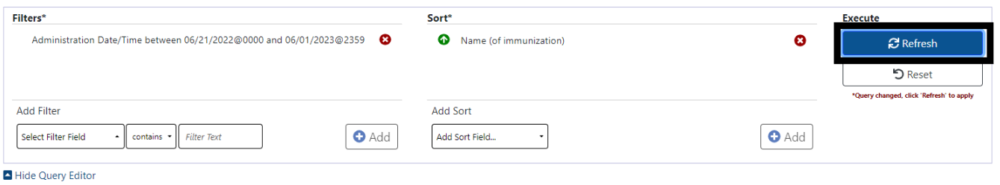 Filters*
Administration Date/Time between 06/21/2022@0000 and 06/01/2023@2359
Add Filter
Select Filter Field
contains
Filter Text
Add
Sort*
Name (of immunization)
Add Sort
Add Sort Field...
Add
Execute
Refresh
Reset
*Query changed, click 'Refresh' to apply
Hide Query Editor